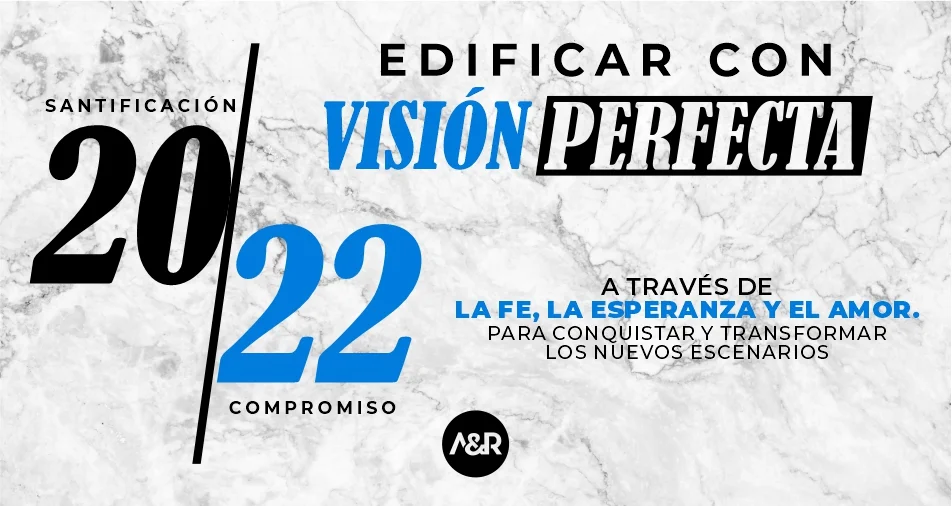 SANTIFICACIÓN
20
22
COMPROMISO
EDIFICAR CON
VISIÓN PERFECTA
A TRAVÉS DE
LA FE, LA ESPERANZA Y EL AMOR.
PARA CONQUISTAR Y TRANSFORMAR
LOS NUEVOS ESCENARIOS
A&R